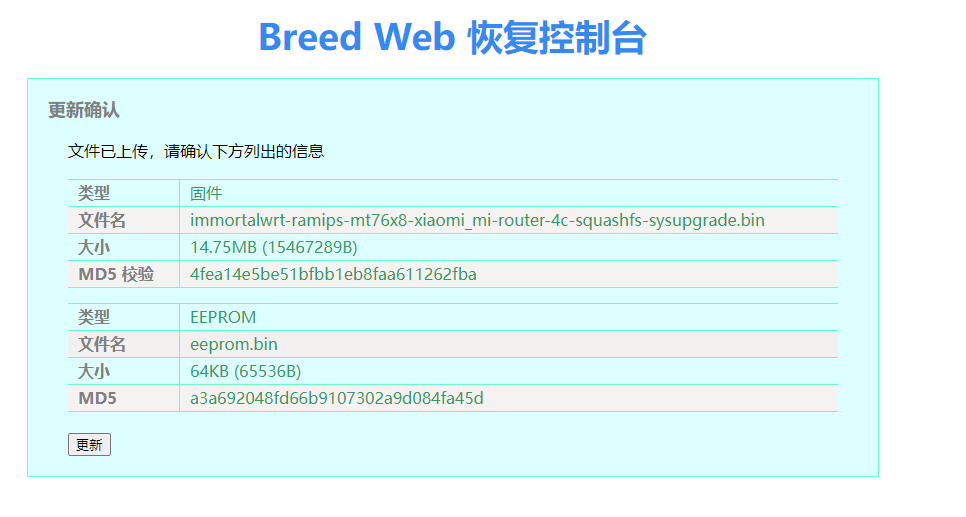 Breed Web 恢复控制台
更新确认
文件已上传，请确认下方列出的信息
类型 固件
文件名 immortalwrt-ramips-mt76x8-xiaomi_mi-router-4c-squashfs-sysupgrade.bin
大小 14.75MB (15467289B)
MD5 校验 4fea14e5be51bfbb1eb8faa611262fba
类型 EEPROM
文件名 eeprom.bin
大小 64KB (65536B)
MD5 a3a692048fd66b9107302a9d084fa45d
更新